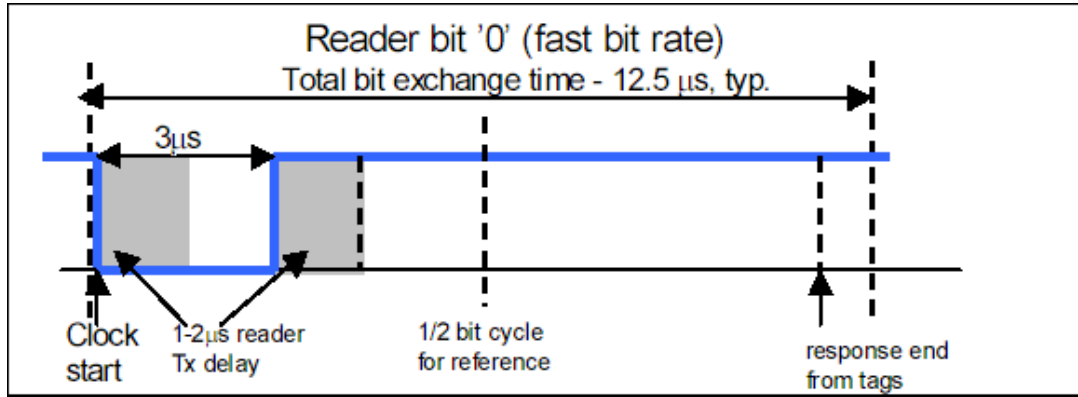 Reader bit '0' (fast bit rate)
Total bit exchange time - 12.5 μs, typ.
3μs
Clock
start
1-2μs reader
Tx delay
1/2 bit cycle
for reference
response end
from tags